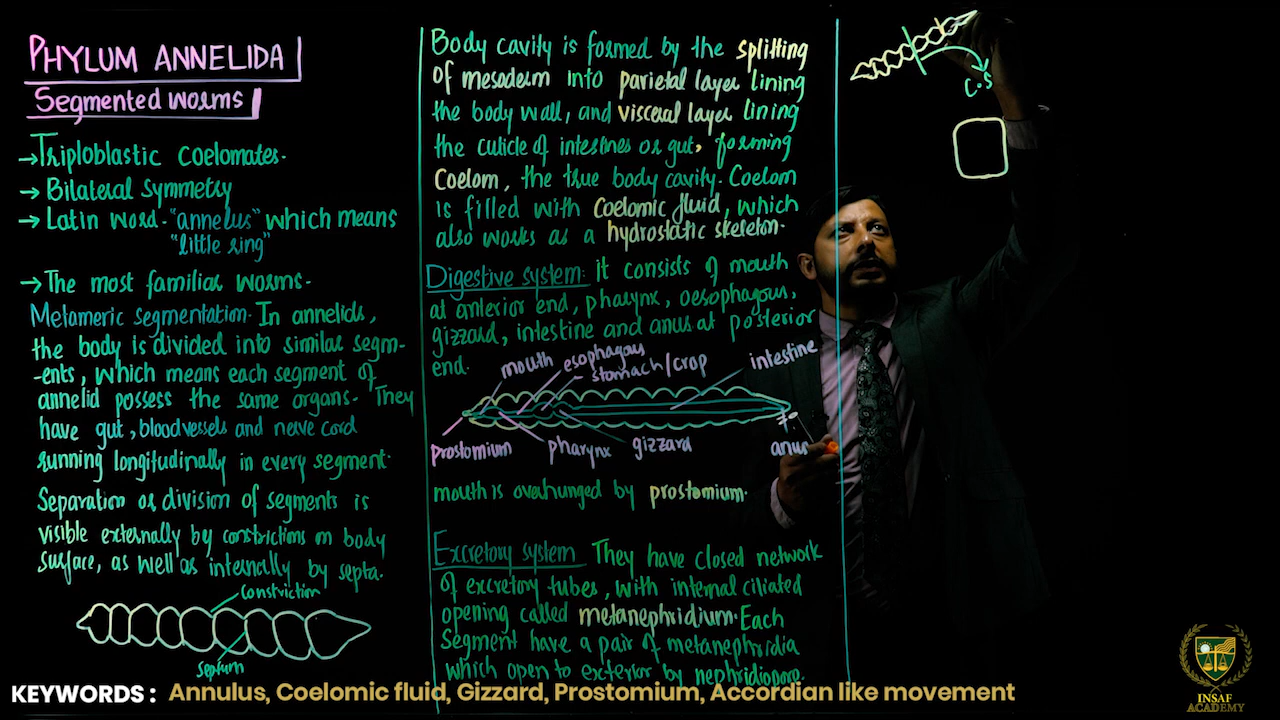 PHYLUM ANNELIDA
Segmented worms
→ Triploblastic coelomates.
→ Bilateral Symmetry
→ Latin word. "annelus" which means
"little ring"
→ The most familiar worms.
Metameric segmentation. In annelids,
the body is divided into similar segm-
-ents, which means each segment of
annelid possess the same organs. They
have gut, bloodvessels and nerve cord
running longitudinally in every segment.
Separation or division of segments is
visible externally by constrictions on body
surface, as well as internally by septa.
constriction
septum
Body cavity is formed by the splitting
of mesoderm into parietal layer lining
the body wall, and visceral layer lining
the cuticle of intestines or gut, forming
Coelom, the true body cavity. Coelom
is filled with Coelomic fluid, which
also works as a hydrostatic skeleton.
Digestive system: it consists of mouth
at anterior end, pharynx, oesophagous,
gizzard, intestine and anus at posterior
end.
mouth esophagous
stomach/crop
intestine
prostomium pharynx gizzard anus
mouth is overhunged by prostomium.
Excretory system They have closed network
of excretory tubes, with internal ciliated
opening called metanephridium. Each
Segment have a pair of metanephridia
which open to exterior by nephridiopore.
C.S
KEYWORDS : Annulus, Coelomic fluid, Gizzard, Prostomium, Accordian like movement
INSAF
ACADEMY